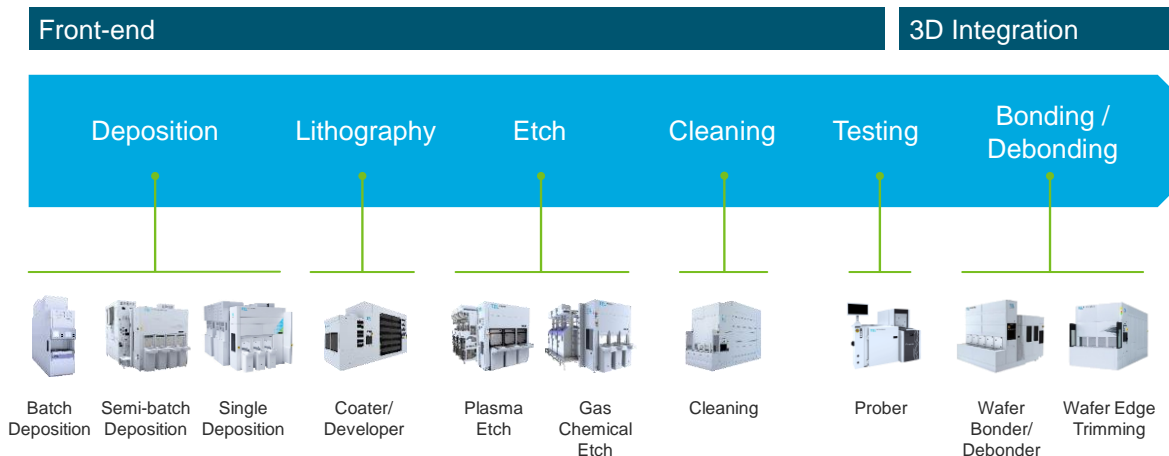 Front-end
3D Integration
Deposition
Lithography
Etch
Cleaning
Testing
Bonding /
Debonding
Batch
Deposition
Semi-batch
Deposition
Single
Deposition
Coater/
Developer
Plasma
Etch
Gas
Chemical
Etch
Cleaning
Prober
Wafer
Bonder/
Debonder
Wafer Edge
Trimming